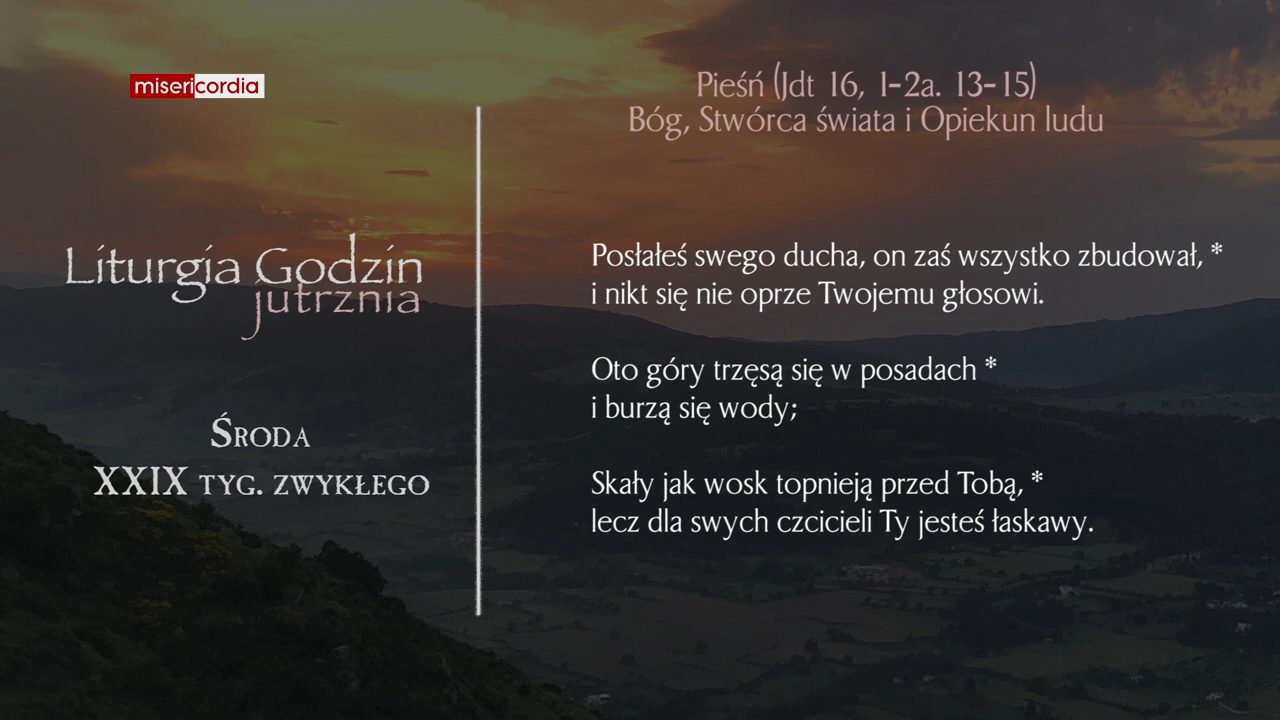 misericordia
Liturgia Godzin
jutrznia
Środa
XXIX tyg. zwykłego
Pieśń (Jdt 16, 1-2a. 13-15)
Bóg, Stwórca świata i Opiekun ludu
Posłałeś swego ducha, on zaś wszystko zbudował, *
i nikt się nie oprze Twojemu głosowi.
Oto góry trzęsą się w posadach *
i burzą się wody;
Skały jak wosk topnieją przed Tobą, *
lecz dla swych czcicieli Ty jesteś łaskawy.